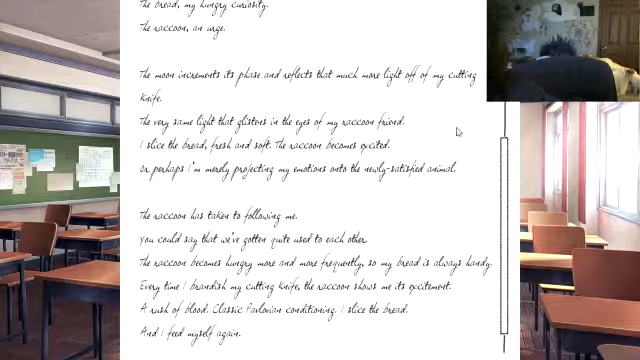 The bread, my hungry curiosity.
The raccoon, an urge.
The moon increments its phase and reflects that much more light off of my cutting
knife.
The very same light that glistens in the eyes of my raccoon friend.
I slice the bread, fresh and soft. The raccoon becomes excited.
Or perhaps I'm merely projecting my emotions onto the newly-satisfied animal.
The raccoon has taken to following me.
You could say that we've gotten quite used to each other.
The raccoon becomes hungry more and more frequently, so my bread is always handy.
Every time I brandish my cutting knife, the raccoon shows me its excitement.
A rush of blood. Classic Pavlovian conditioning. I slice the bread.
And I feed myself again.